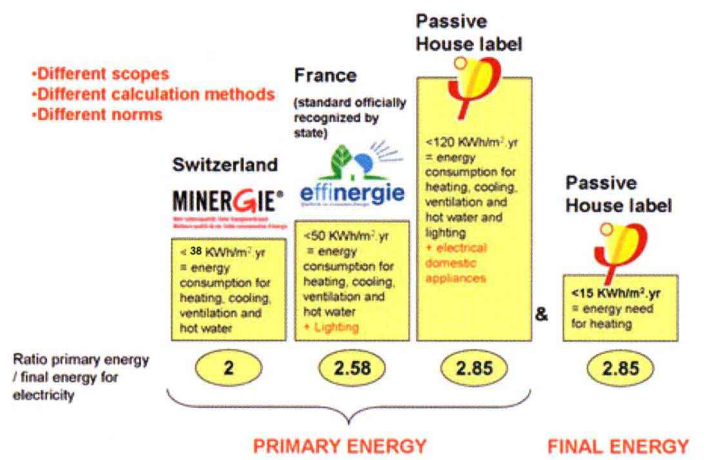 •Different scopes
•Different calculation methods
•Different norms
Switzerland
MINERGIE®
< 38 KWh/m² yr
= energy
consumption for
heating, cooling,
ventilation and
hot water
France
(standard officially
recognized by
state)
effinergie
<50 KWh/m².yr
= energy
consumption for
heating, cooling,
ventilation and
hot water
+ Lighting
Passive
House label
<120 KWh/m².yr
= energy
consumption for
heating, cooling,
ventilation and
hot water and
lighting
+ electrical
domestic
appliances
&
Passive
House label
<15 KWh/m².yr
= energy need
for heating
Ratio primary energy
/ final energy for
electricity
2
2.58
2.85
2.85
PRIMARY ENERGY
FINAL ENERGY